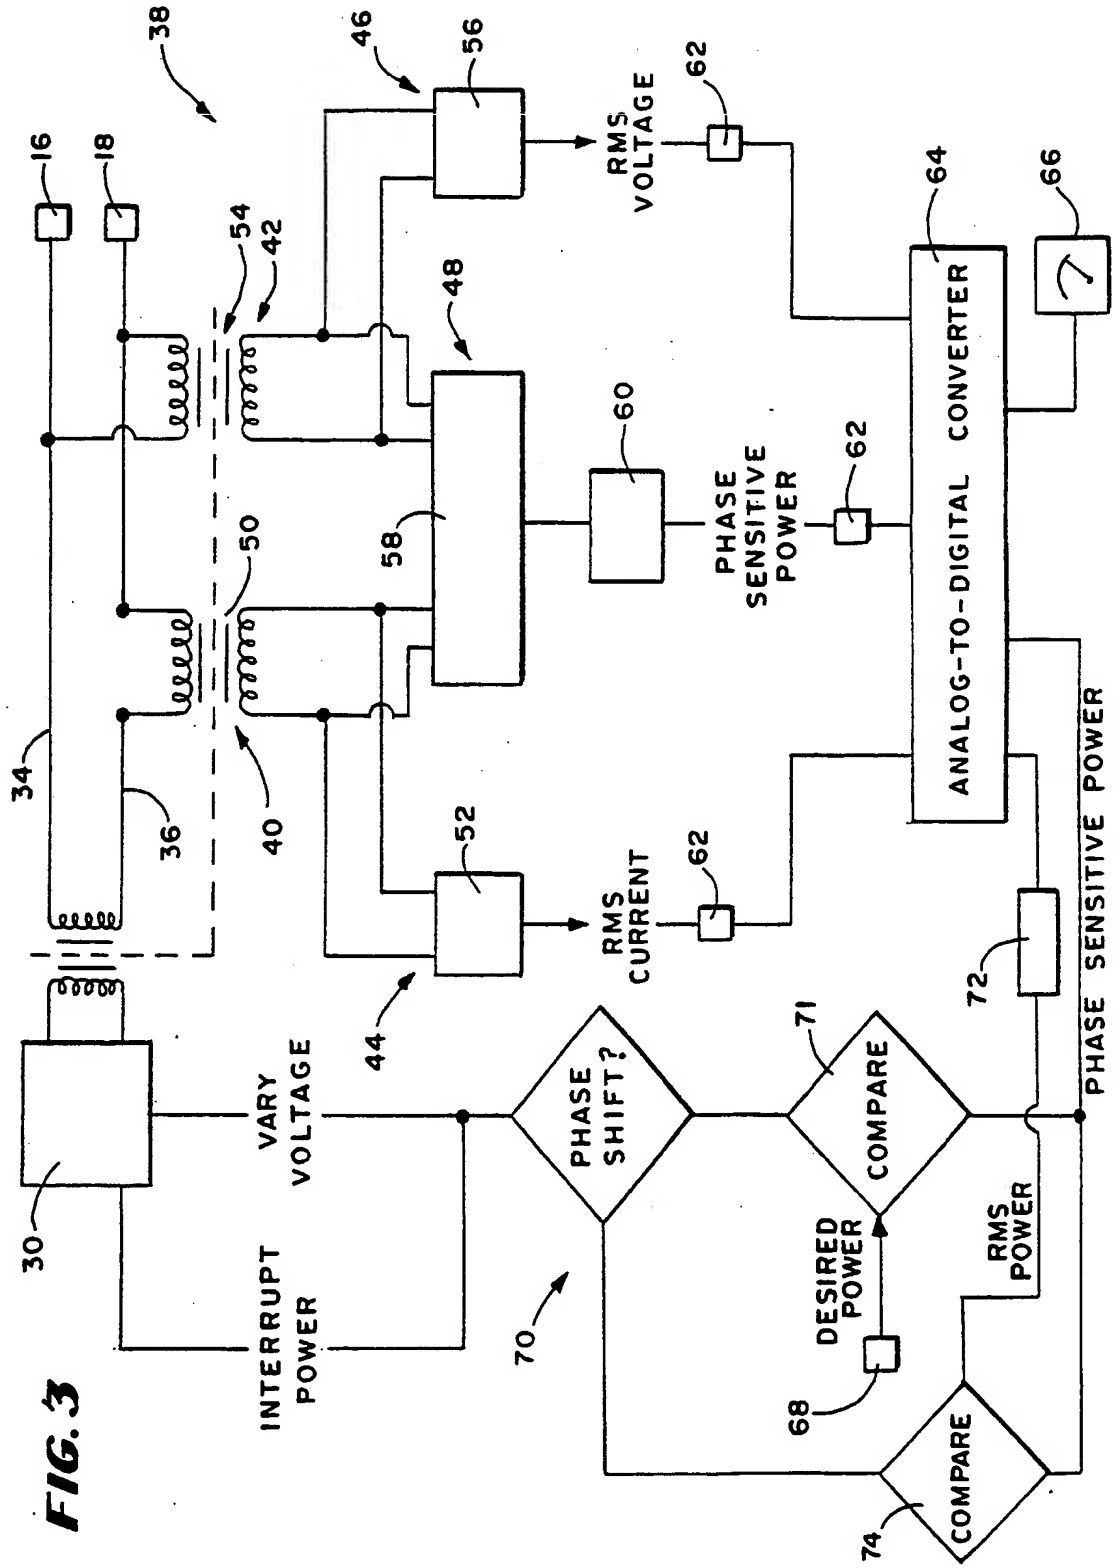 FIG. 3
30
34
36
16
18
38
54
42
50
40
INTERRUPT
POWER
VARY
VOLTAGE
44
52
48
58
46
56
RMS
CURRENT
60
RMS
VOLTAGE
70
PHASE
SHIFT?
62
PHASE
SENSITIVE
POWER
62
62
DESIRED
POWER
68
71
COMPARE
64
ANALOG-TO-DIGITAL CONVERTER
74
COMPARE
RMS
POWER
72
66
PHASE SENSITIVE POWER